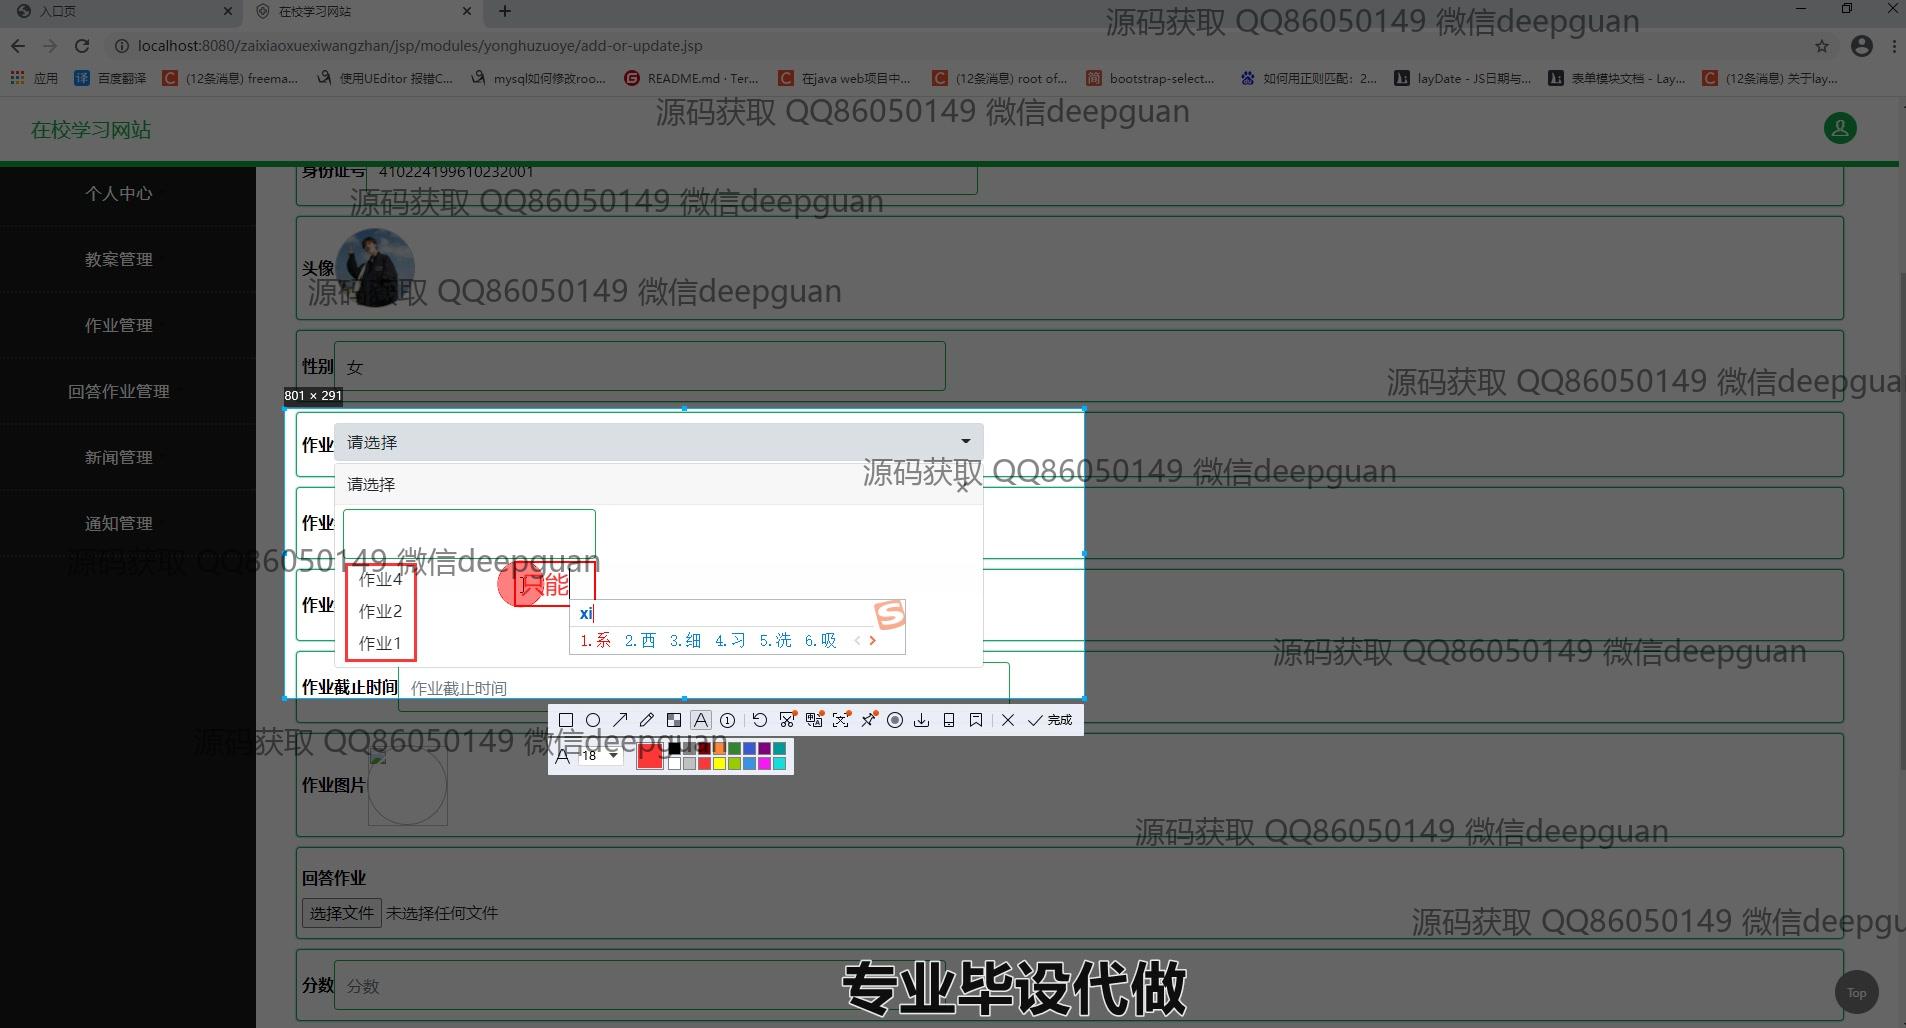 入口页
在校学习网站
源码获取 QQ86050149 微信deepguan
localhost:8080/zaixiaoxuexiwangzhan/jsp/modules/yonghuzuoye/add-or-update.jsp
应用 百度翻译 (12条消息) freema... 使用UEditor 报错C... mysql如何修改roo... README.md · Ter... 在java web项目中... (12条消息) root of... bootstrap-select... 如何用正则匹配：2... layDate - JS日期与... 表单模块文档 - Lay... (12条消息) 关于lay...
源码获取 QQ86050149 微信deepguan
在校学习网站
身份证号 410224199610232001
个人中心
源码获取 QQ86050149 微信deepguan
教案管理
头像
源码获取 QQ86050149 微信deepguan
作业管理
性别 女
源码获取 QQ86050149 微信deepgua
回答作业管理
801 × 291
作业 请选择
新闻管理
源码获取 QQ86050149 微信deepguan
请选择
通知管理
作业
源码获取 QQ86050149 微信deepguan
作业4
只能
作业
作业2
xi
作业1
1.系 2.西 3.细 4.习 5.洗 6.吸
源码获取 QQ86050149 微信deepguan
作业截止时间 作业截止时间
完成
源码获取 QQ86050149 微信deepguan
A 18
作业图片
源码获取 QQ86050149 微信deepguan
回答作业
选择文件 未选择任何文件
源码获取 QQ86050149 微信deepgu
分数 分数
专业毕设代做
Top